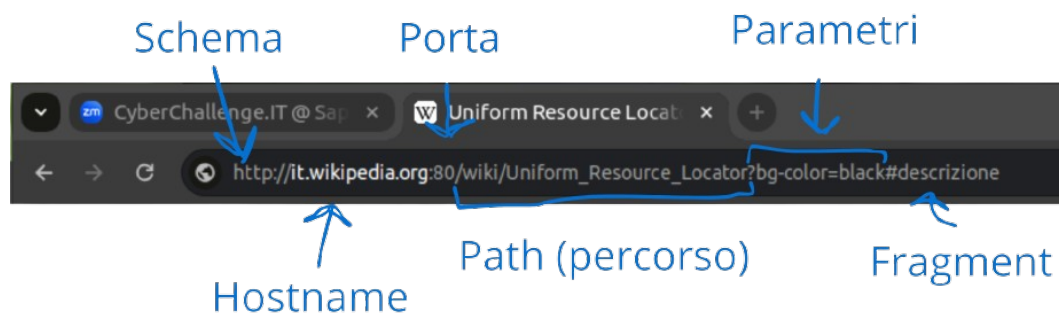 Schema Porta Parametri
zm CyberChallenge.IT @ Sap × W Uniform Resource Locat × +
http://it.wikipedia.org:80/wiki/Uniform_Resource_Locator?bg-color=black#descrizione
Path (percorso) Fragment
Hostname